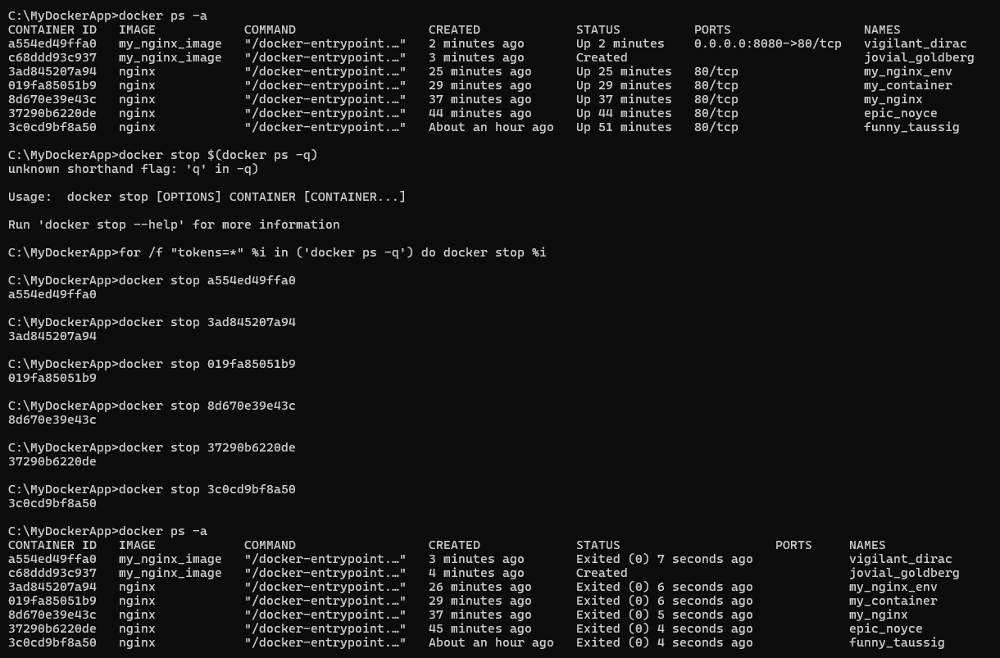 C:\MyDockerApp>docker ps -a
CONTAINER ID   IMAGE            COMMAND                  CREATED             STATUS          PORTS                  NAMES
a554ed49ffa0   my_nginx_image   "/docker-entrypoint.…"   2 minutes ago       Up 2 minutes    0.0.0.0:8080->80/tcp   vigilant_dirac
c68ddd93c937   my_nginx_image   "/docker-entrypoint.…"   3 minutes ago       Created                                jovial_goldberg
3ad845207a94   nginx            "/docker-entrypoint.…"   25 minutes ago      Up 25 minutes   80/tcp                 my_nginx_env
019fa85051b9   nginx            "/docker-entrypoint.…"   29 minutes ago      Up 29 minutes   80/tcp                 my_container
8d670e39e43c   nginx            "/docker-entrypoint.…"   37 minutes ago      Up 37 minutes   80/tcp                 my_nginx
37290b6220de   nginx            "/docker-entrypoint.…"   44 minutes ago      Up 44 minutes   80/tcp                 epic_noyce
3c0cd9bf8a50   nginx            "/docker-entrypoint.…"   About an hour ago   Up 51 minutes   80/tcp                 funny_taussig

C:\MyDockerApp>docker stop $(docker ps -q)
unknown shorthand flag: 'q' in -q)

Usage:  docker stop [OPTIONS] CONTAINER [CONTAINER...]

Run 'docker stop --help' for more information

C:\MyDockerApp>for /f "tokens=*" %i in ('docker ps -q') do docker stop %i

C:\MyDockerApp>docker stop a554ed49ffa0
a554ed49ffa0

C:\MyDockerApp>docker stop 3ad845207a94
3ad845207a94

C:\MyDockerApp>docker stop 019fa85051b9
019fa85051b9

C:\MyDockerApp>docker stop 8d670e39e43c
8d670e39e43c

C:\MyDockerApp>docker stop 37290b6220de
37290b6220de

C:\MyDockerApp>docker stop 3c0cd9bf8a50
3c0cd9bf8a50

C:\MyDockerApp>docker ps -a
CONTAINER ID   IMAGE            COMMAND                  CREATED             STATUS                     PORTS     NAMES
a554ed49ffa0   my_nginx_image   "/docker-entrypoint.…"   3 minutes ago       Exited (0) 7 seconds ago             vigilant_dirac
c68ddd93c937   my_nginx_image   "/docker-entrypoint.…"   4 minutes ago       Created                              jovial_goldberg
3ad845207a94   nginx            "/docker-entrypoint.…"   26 minutes ago      Exited (0) 6 seconds ago             my_nginx_env
019fa85051b9   nginx            "/docker-entrypoint.…"   29 minutes ago      Exited (0) 6 seconds ago             my_container
8d670e39e43c   nginx            "/docker-entrypoint.…"   37 minutes ago      Exited (0) 5 seconds ago             my_nginx
37290b6220de   nginx            "/docker-entrypoint.…"   45 minutes ago      Exited (0) 4 seconds ago             epic_noyce
3c0cd9bf8a50   nginx            "/docker-entrypoint.…"   About an hour ago   Exited (0) 4 seconds ago             funny_taussig